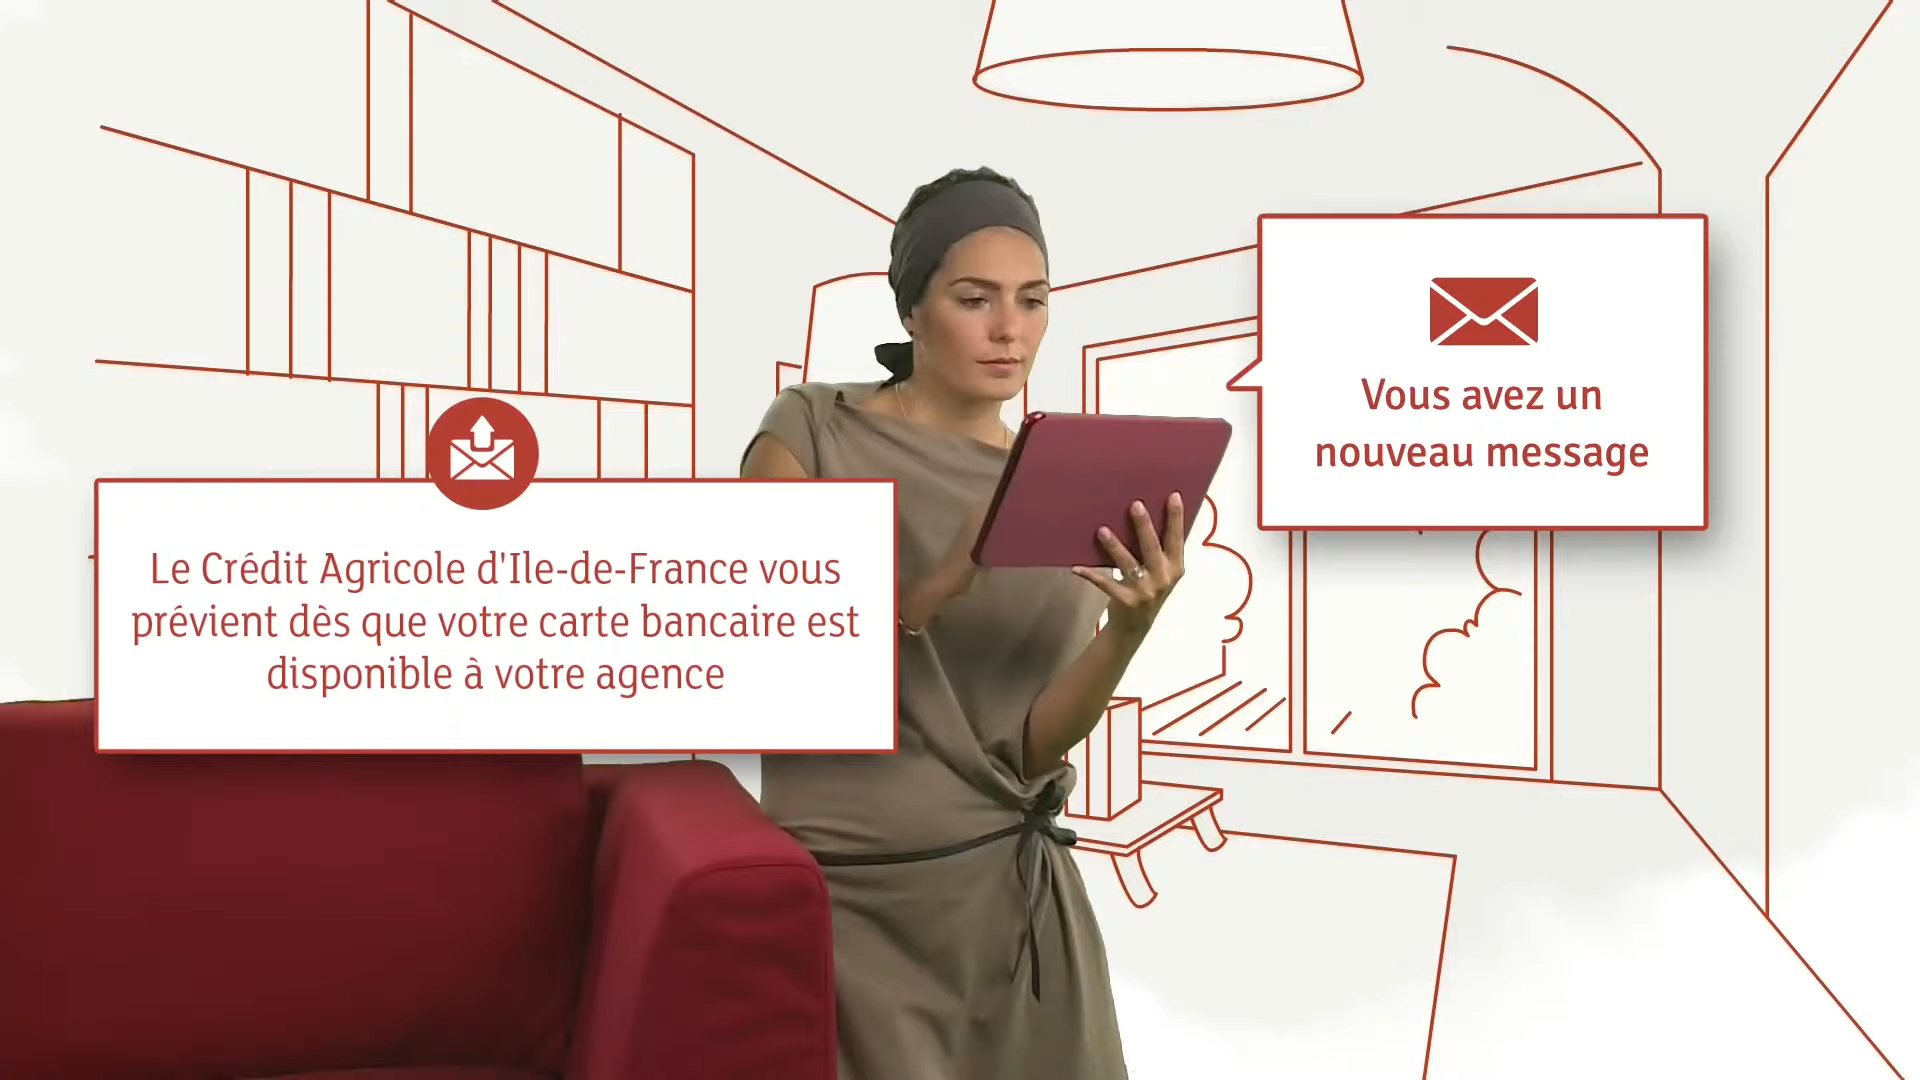 Vous avez un
nouveau message
Le Crédit Agricole d'Ile-de-France vous
prévient dès que votre carte bancaire est
disponible à votre agence